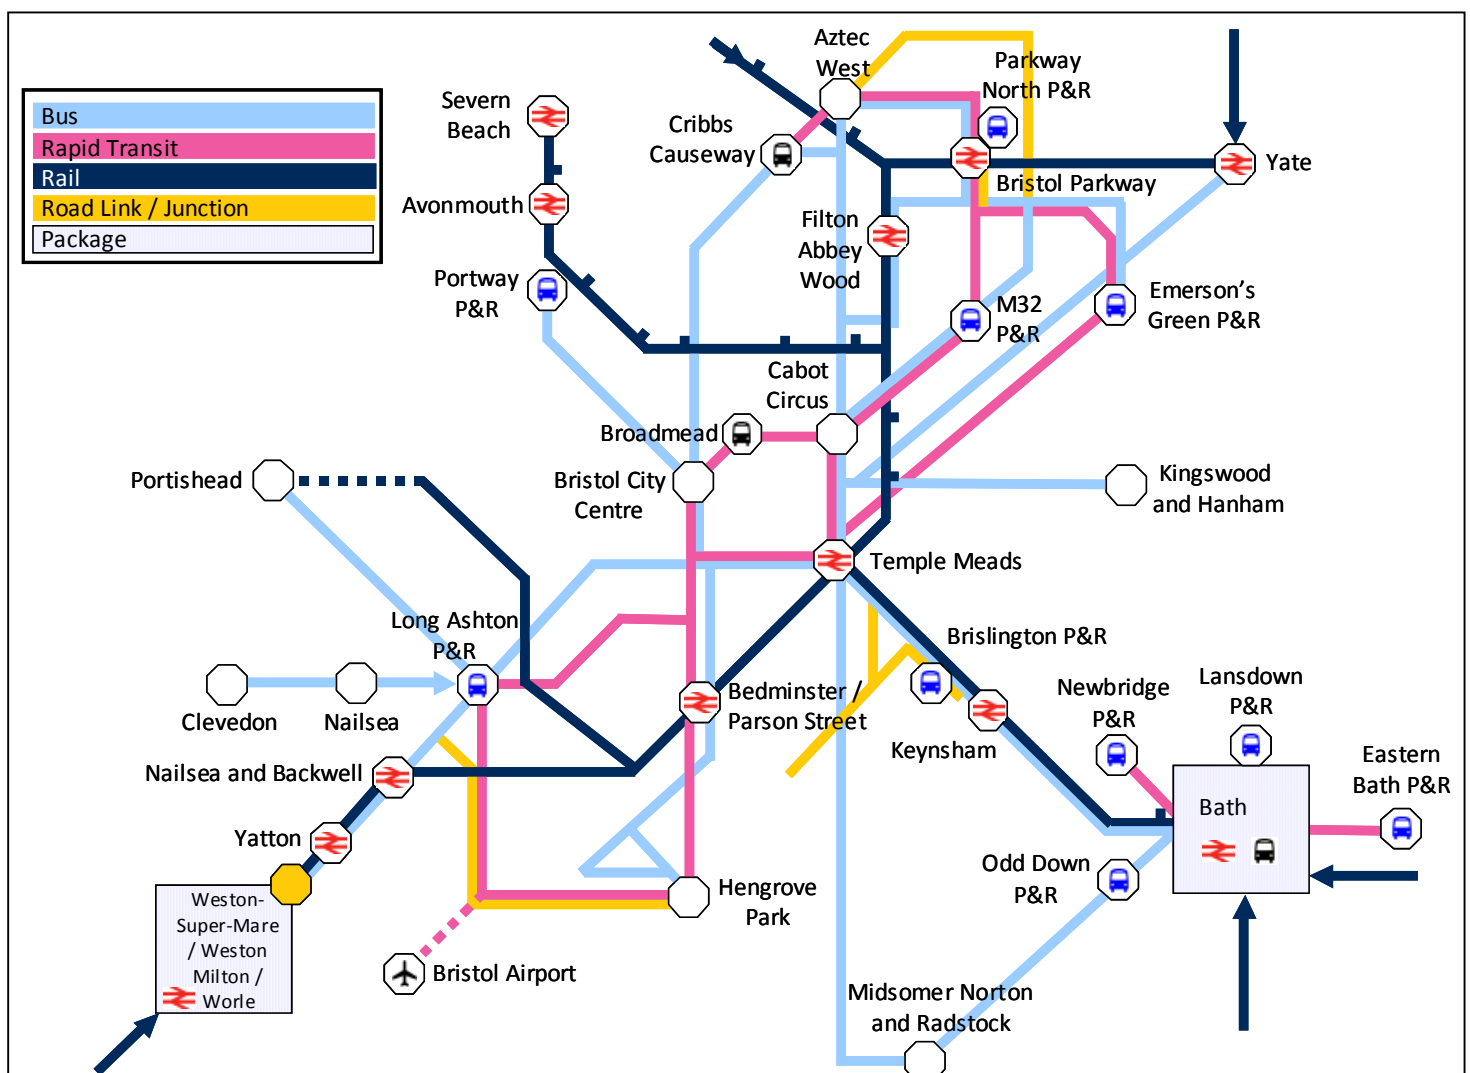 Aztec
West
Parkway
North P&R
Severn
Beach
Cribbs
Causeway
Bus
Rapid Transit
Rail
Road Link / Junction
Package
Yate
Bristol Parkway
Avonmouth
Filton
Abbey
Wood
Portway
P&R
M32
P&R
Emerson’s
Green P&R
Cabot
Circus
Broadmead
Portishead
Bristol City
Centre
Kingswood
and Hanham
Temple Meads
Long Ashton
P&R
Brislington P&R
Clevedon
Nailsea
Bedminster /
Parson Street
Keynsham
Newbridge
P&R
Lansdown
P&R
Eastern
Bath P&R
Nailsea and Backwell
Bath
Yatton
Odd Down
P&R
Hengrove
Park
Weston-
Super-Mare
/ Weston
Milton /
Worle
Bristol Airport
Midsomer Norton
and Radstock